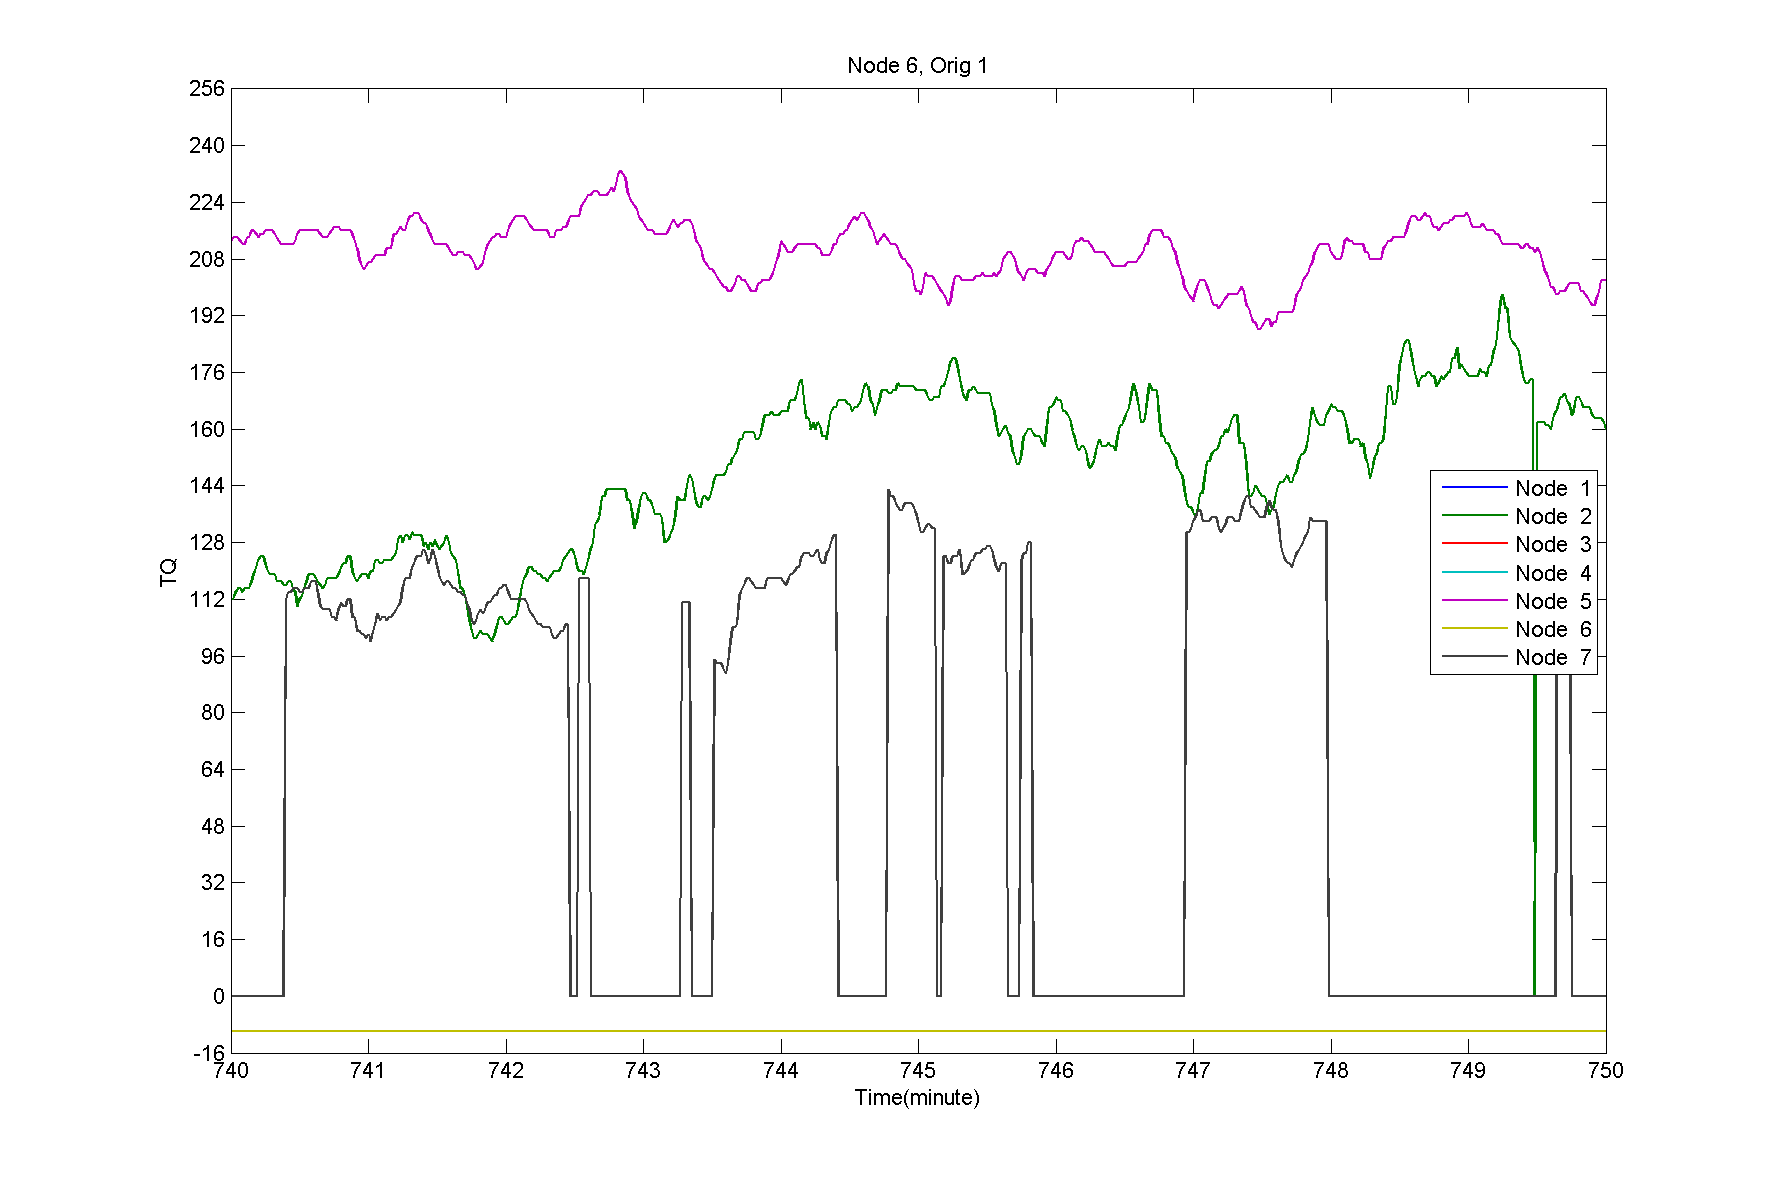 Node 6, Orig 1
256
240
224
208
192
176
160
144
128
112
96
80
64
48
32
16
0
-16
TQ
Node 1
Node 2
Node 3
Node 4
Node 5
Node 6
Node 7
740 741 742 743 744 745 746 747 748 749 750
Time(minute)